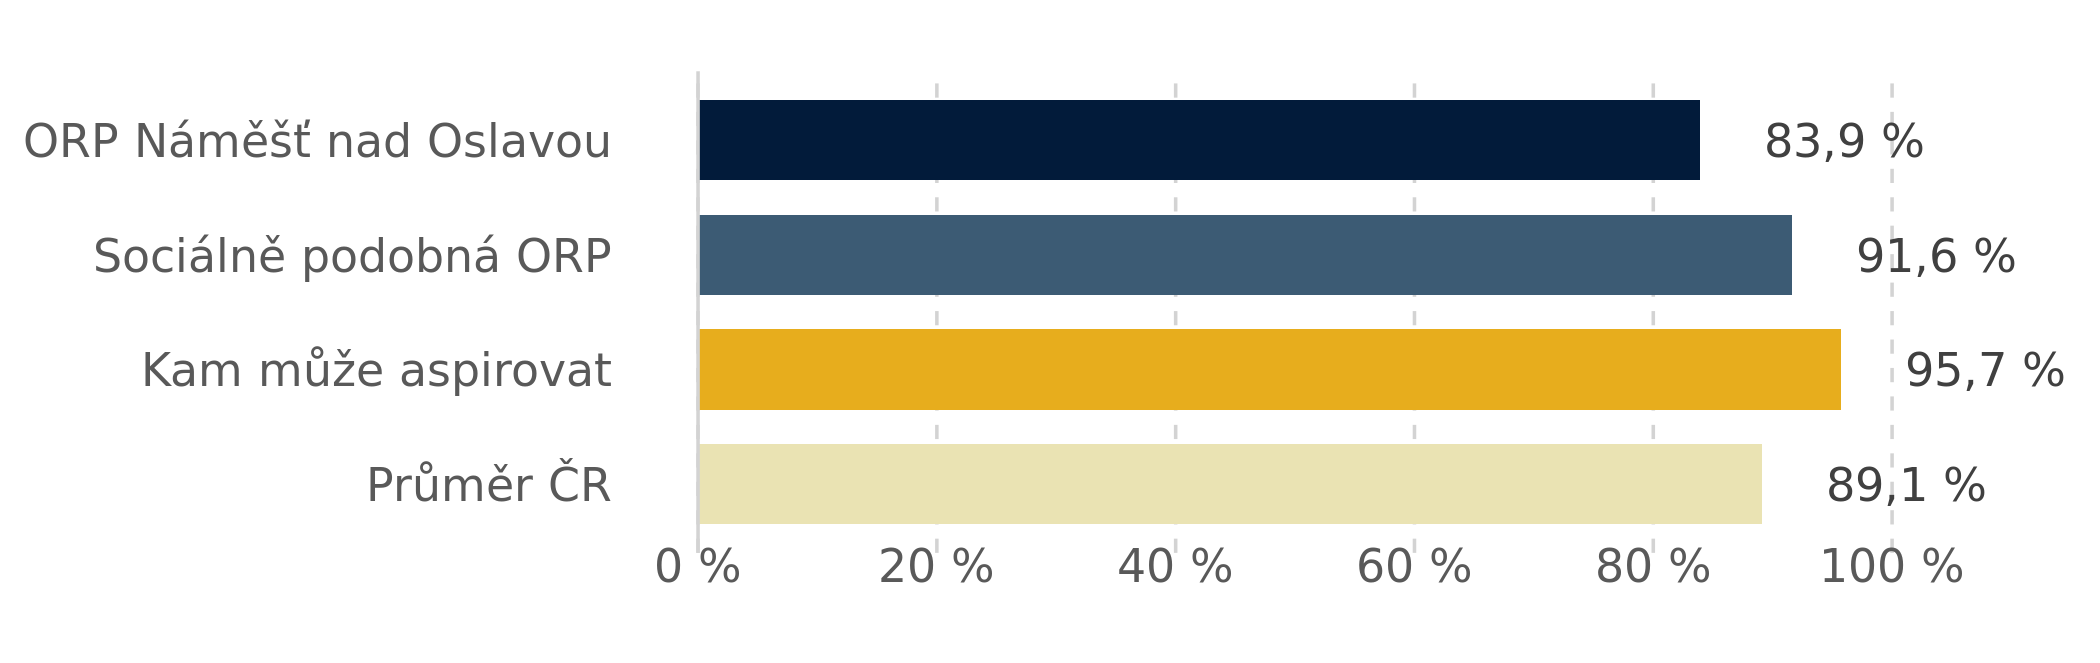 ORP Náměšť nad Oslavou 83,9 %
Sociálně podobná ORP 91,6 %
Kam může aspirovat 95,7 %
Průměr ČR 89,1 %
0 % 20 % 40 % 60 % 80 % 100 %